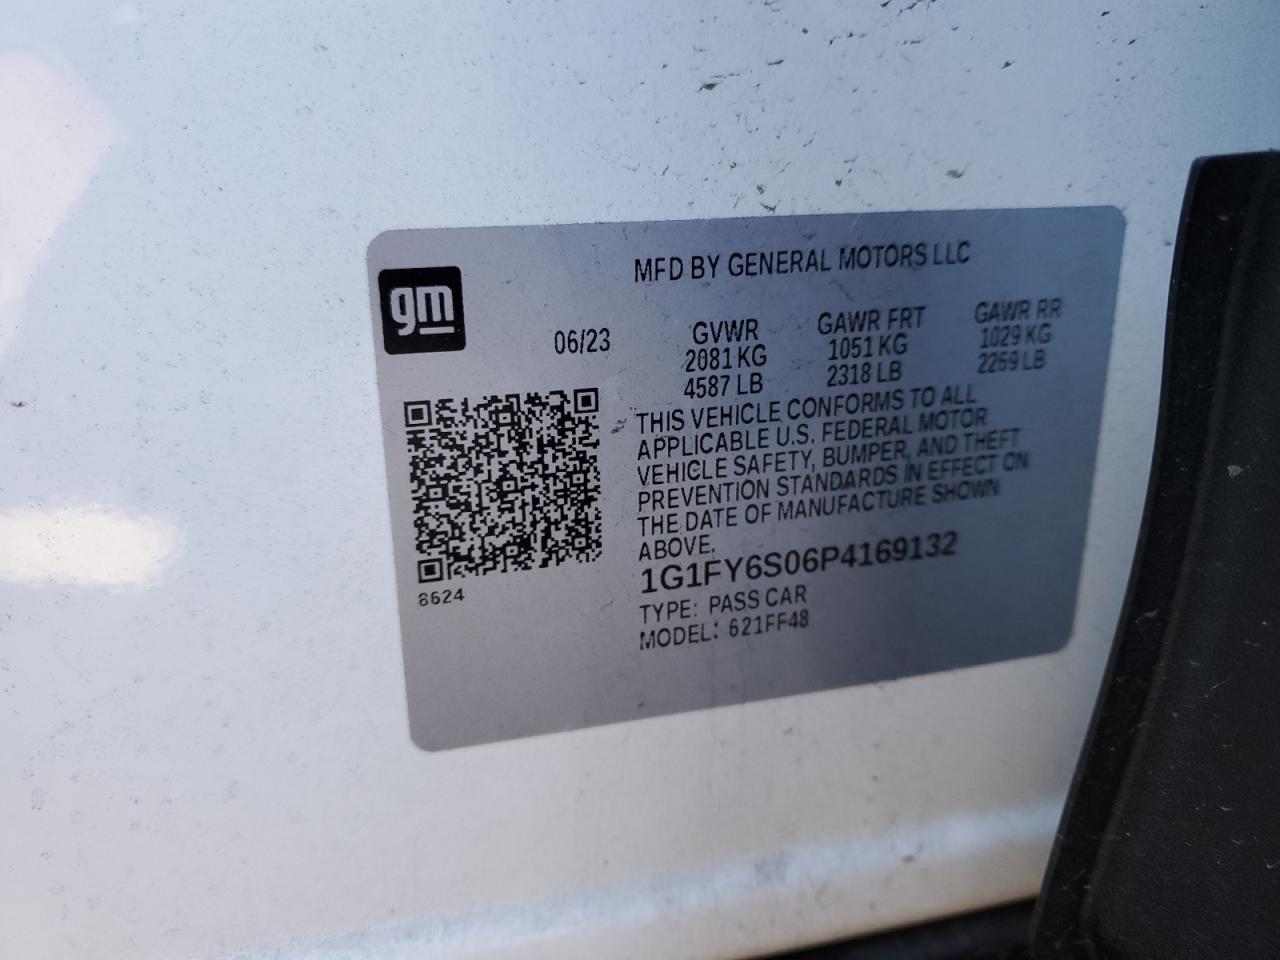 gm
MFD BY GENERAL MOTORS LLC
06/23 GVWR GAWR FRT GAWR RR
2081 KG 1051 KG 1029 KG
4587 LB 2318 LB 2269 LB
THIS VEHICLE CONFORMS TO ALL
APPLICABLE U.S. FEDERAL MOTOR
VEHICLE SAFETY, BUMPER, AND THEFT
PREVENTION STANDARDS IN EFFECT ON
THE DATE OF MANUFACTURE SHOWN
ABOVE.
1G1FY6S06P4169132
8624
TYPE: PASS CAR
MODEL: 621FF48